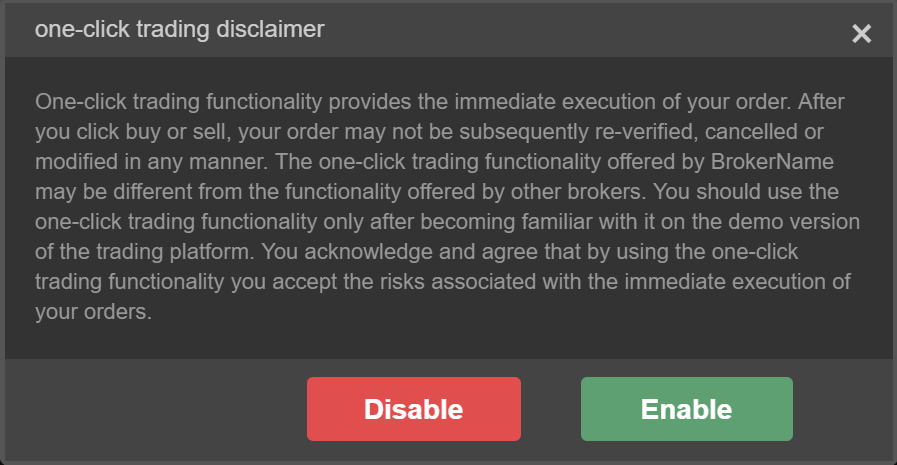 one-click trading disclaimer
One-click trading functionality provides the immediate execution of your order. After
you click buy or sell, your order may not be subsequently re-verified, cancelled or
modified in any manner. The one-click trading functionality offered by BrokerName
may be different from the functionality offered by other brokers. You should use the
one-click trading functionality only after becoming familiar with it on the demo version
of the trading platform. You acknowledge and agree that by using the one-click
trading functionality you accept the risks associated with the immediate execution of
your orders.
Disable
Enable